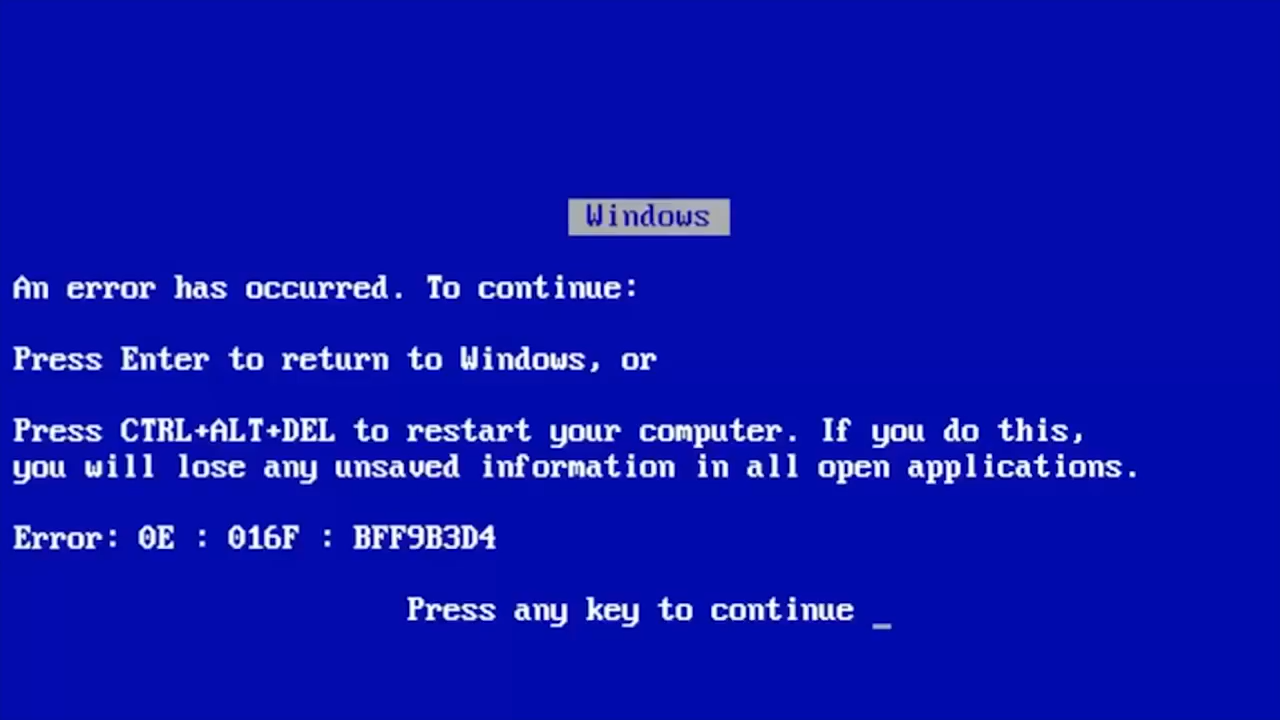 Windows
An error has occurred. To continue:
Press Enter to return to Windows, or
Press CTRL+ALT+DEL to restart your computer. If you do this,
you will lose any unsaved information in all open applications.
Error: 0E : 016F : BFF9B3D4
Press any key to continue _